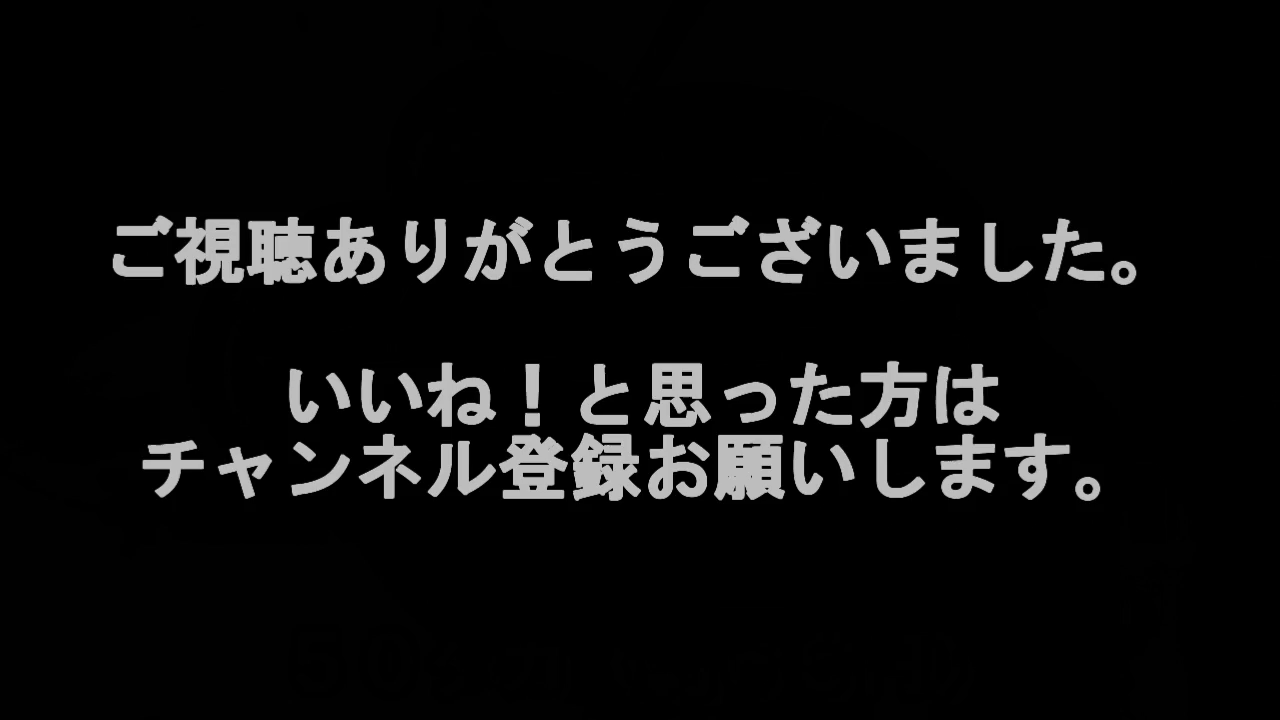 ご視聴ありがとうございました。
いいね！と思った方は
チャンネル登録お願いします。